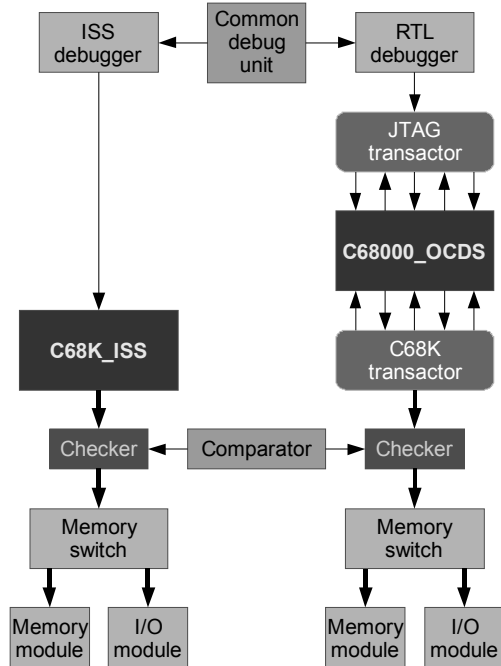 ISS
debugger
Common
debug
unit
RTL
debugger
JTAG
transactor
C68000_OCDS
C68K_ISS
C68K
transactor
Checker
Comparator
Checker
Memory
switch
Memory
switch
Memory
module
I/O
module
Memory
module
I/O
module